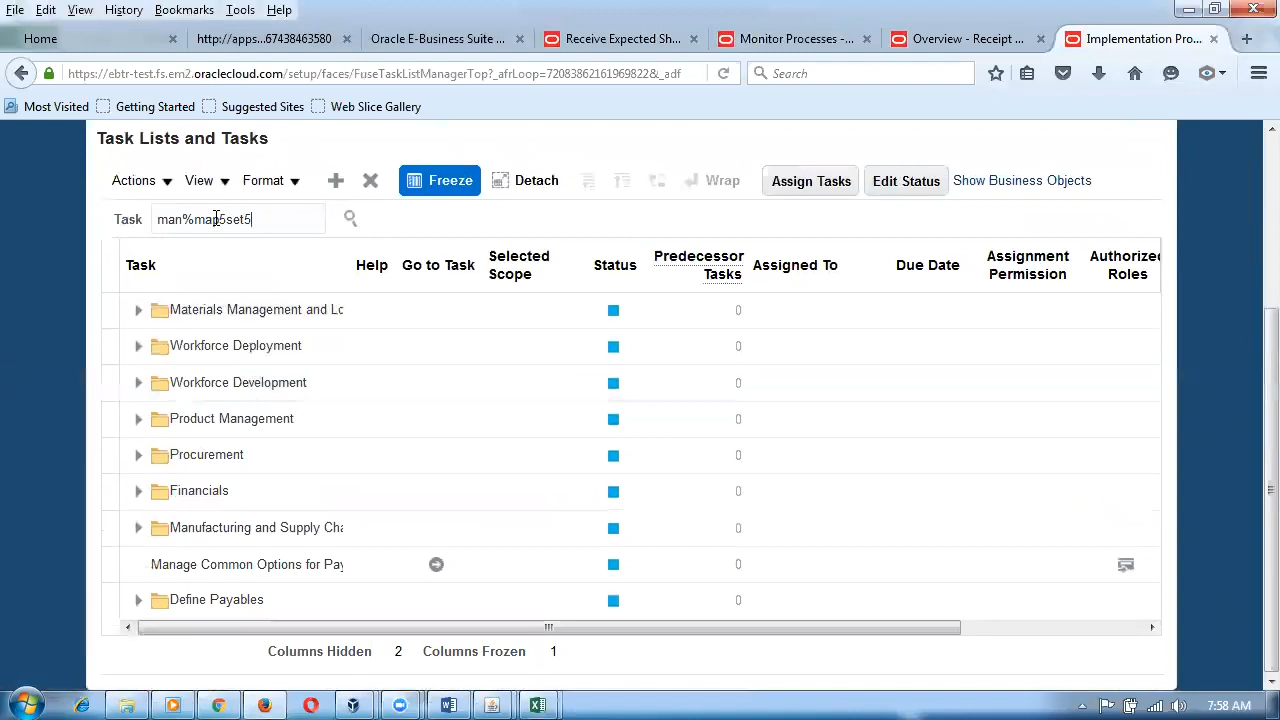 File Edit View History Bookmarks Tools Help
Home http://apps...67438463580 Oracle E-Business Suite... Receive Expected Sh... Monitor Processes -... Overview - Receipt ... Implementation Pro...
https://ebtr-test.fs.em2.oraclecloud.com/setup/faces/FuseTaskListManagerTop?_afrLoop=72083862161969822&_adf Search
Most Visited Getting Started Suggested Sites Web Slice Gallery
Task Lists and Tasks
Actions View Format Freeze Detach Wrap Assign Tasks Edit Status Show Business Objects
Task man%map5set5
Task Help Go to Task Selected Scope Status Predecessor Tasks Assigned To Due Date Assignment Permission Authorized Roles
Materials Management and Lo 0
Workforce Deployment 0
Workforce Development 0
Product Management 0
Procurement 0
Financials 0
Manufacturing and Supply Cha 0
Manage Common Options for Pay 0
Define Payables 0
Columns Hidden 2 Columns Frozen 1
7:58 AM